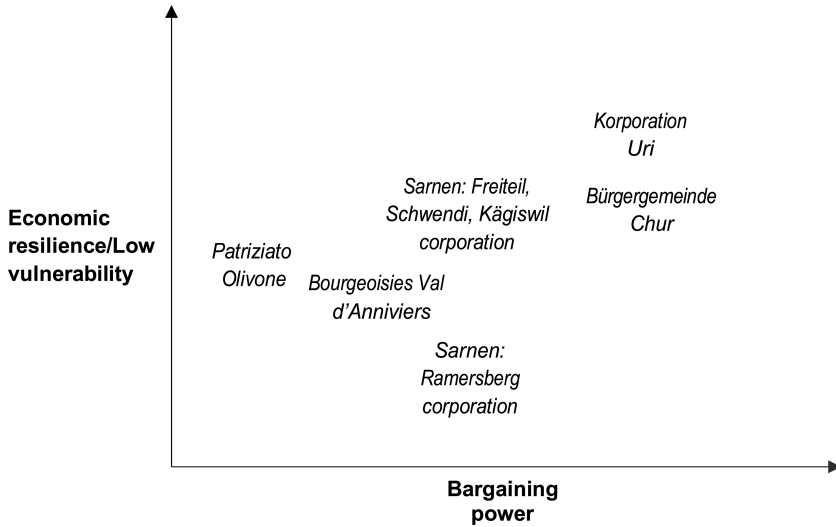 Korporation
Uri
Sarnen: Freiteil,
Schwendi, Kägiswil
corporation
Bürgergemeinde
Chur
Economic
resilience/Low
vulnerability
Patriziato
Olivone
Bourgeoisies Val
d’Anniviers
Sarnen:
Ramersberg
corporation
Bargaining
power